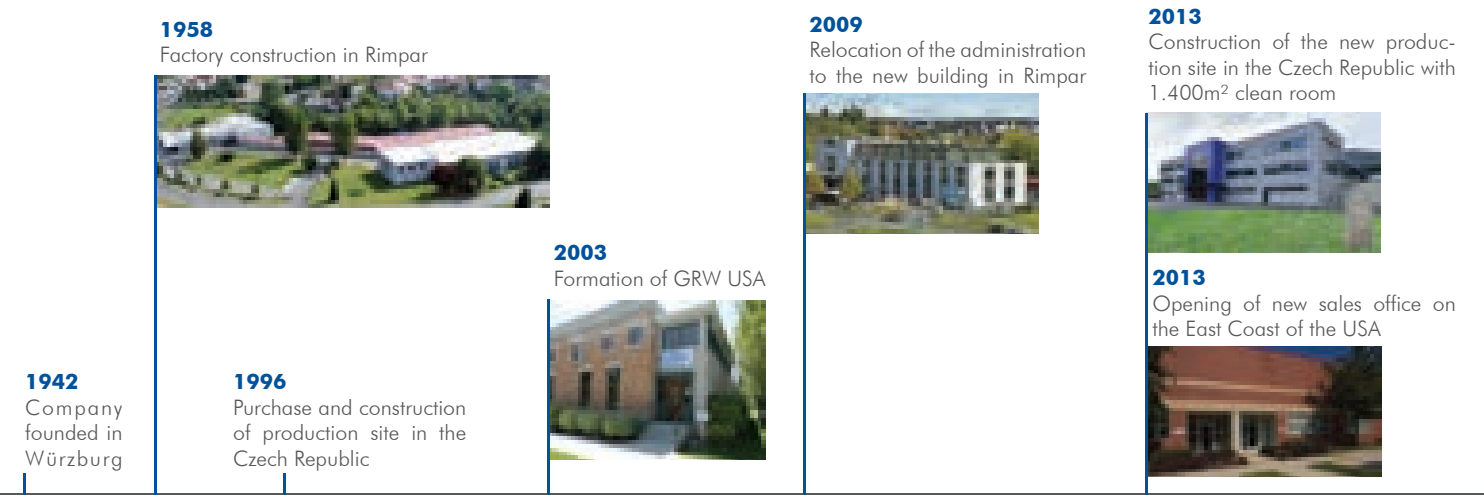 1942
Company
founded in
Würzburg
1958
Factory construction in Rimpar
1996
Purchase and construction
of production site in the
Czech Republic
2003
Formation of GRW USA
2009
Relocation of the administration
to the new building in Rimpar
2013
Construction of the new produc-
tion site in the Czech Republic with
1.400m² clean room
2013
Opening of new sales office on
the East Coast of the USA